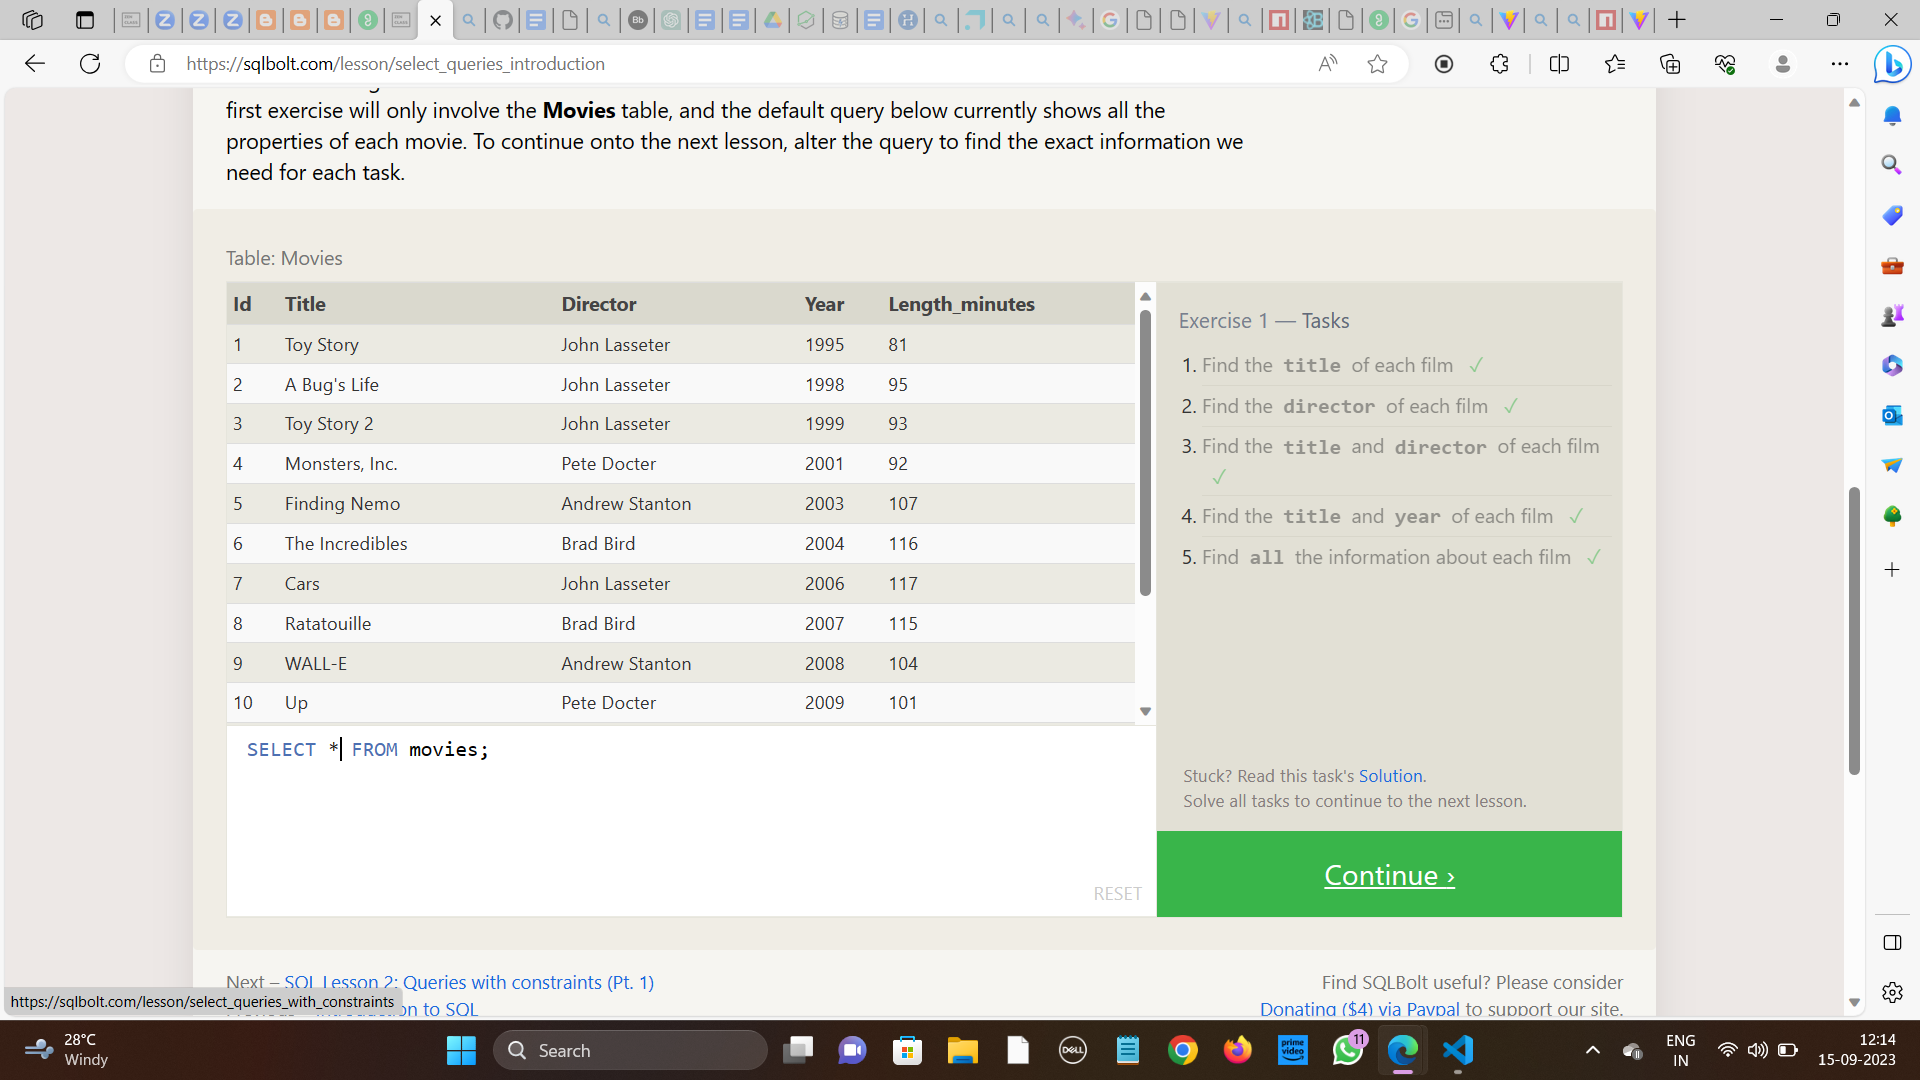 https://sqlbolt.com/lesson/select_queries_introduction
first exercise will only involve the Movies table, and the default query below currently shows all the
properties of each movie. To continue onto the next lesson, alter the query to find the exact information we
need for each task.
Table: Movies
Id Title Director Year Length_minutes
1 Toy Story John Lasseter 1995 81
2 A Bug's Life John Lasseter 1998 95
3 Toy Story 2 John Lasseter 1999 93
4 Monsters, Inc. Pete Docter 2001 92
5 Finding Nemo Andrew Stanton 2003 107
6 The Incredibles Brad Bird 2004 116
7 Cars John Lasseter 2006 117
8 Ratatouille Brad Bird 2007 115
9 WALL-E Andrew Stanton 2008 104
10 Up Pete Docter 2009 101
SELECT * FROM movies;
RESET
Exercise 1 — Tasks
1. Find the title of each film ✓
2. Find the director of each film ✓
3. Find the title and director of each film
✓
4. Find the title and year of each film ✓
5. Find all the information about each film ✓
Stuck? Read this task's Solution.
Solve all tasks to continue to the next lesson.
Continue ›
Next – SQL Lesson 2: Queries with constraints (Pt. 1)
Find SQLBolt useful? Please consider
Donating ($4) via Paypal to support our site.
https://sqlbolt.com/lesson/select_queries_with_constraints
to SQL
28°C
Windy
Search
DELL
prime video
11
ENG
IN
12:14
15-09-2023